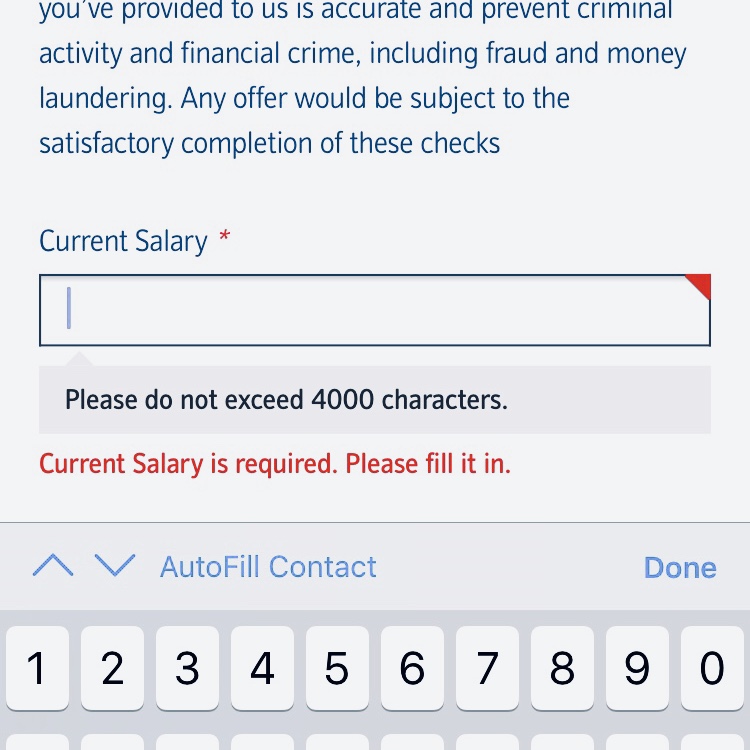 you've provided to us is accurate and prevent criminal
activity and financial crime, including fraud and money
laundering. Any offer would be subject to the
satisfactory completion of these checks
Current Salary *
Please do not exceed 4000 characters.
Current Salary is required. Please fill it in.
AutoFill Contact Done
1 2 3 4 5 6 7 8 9 0